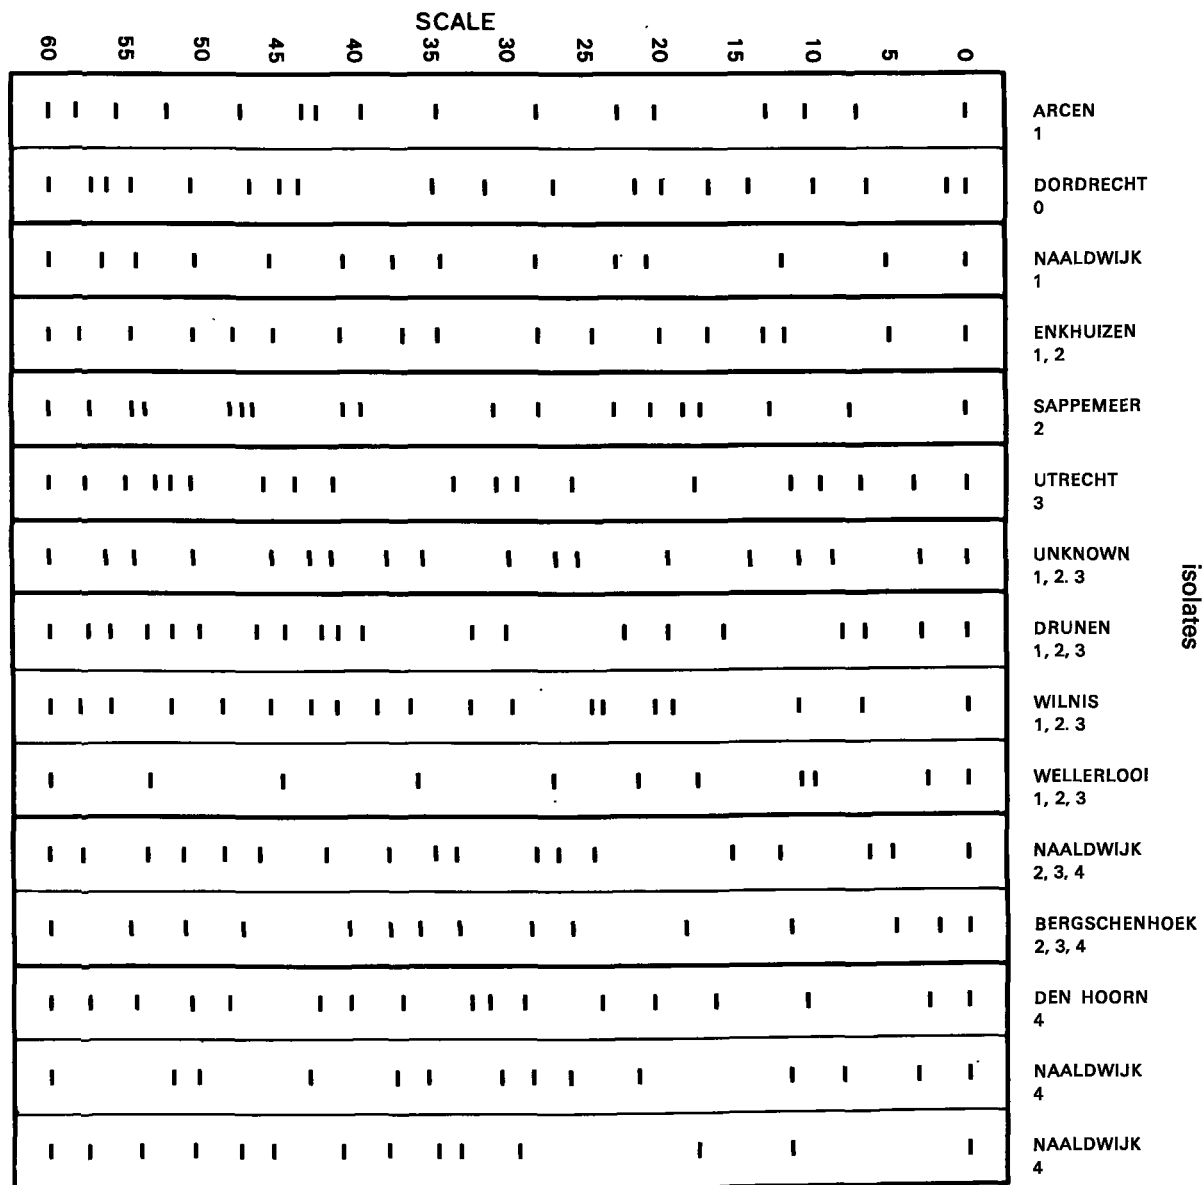 SCALE
60 55 50 45 40 35 30 25 20 15 10 5 0
ARCEN
1
DORDRECHT
0
NAALDWIJK
1
ENKHUIZEN
1, 2
SAPPEMEER
2
UTRECHT
3
UNKNOWN
1, 2. 3
DRUNEN
1, 2, 3
WILNIS
1, 2. 3
WELLERLOOI
1, 2, 3
NAALDWIJK
2, 3, 4
BERGSCHENHOEK
2, 3, 4
DEN HOORN
4
NAALDWIJK
4
NAALDWIJK
4
isolates